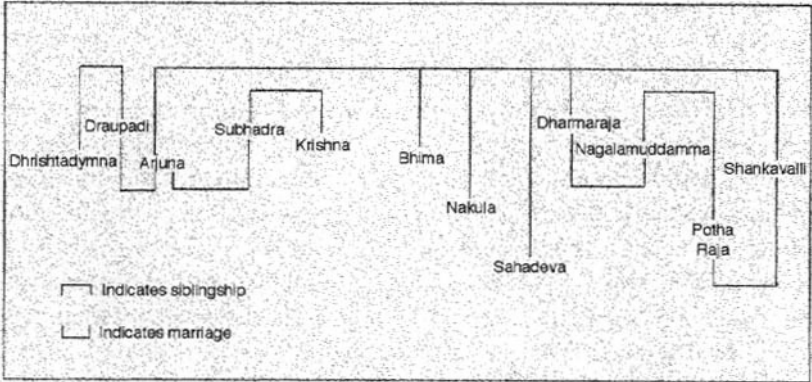 Draupadi
Dhrishtadymna
Arjuna
Subhadra
Krishna
Bhima
Nakula
Sahadeva
Dharmaraja
Nagalamuddamma
Shankavalli
Potha
Raja
Indicates siblingship
Indicates marriage